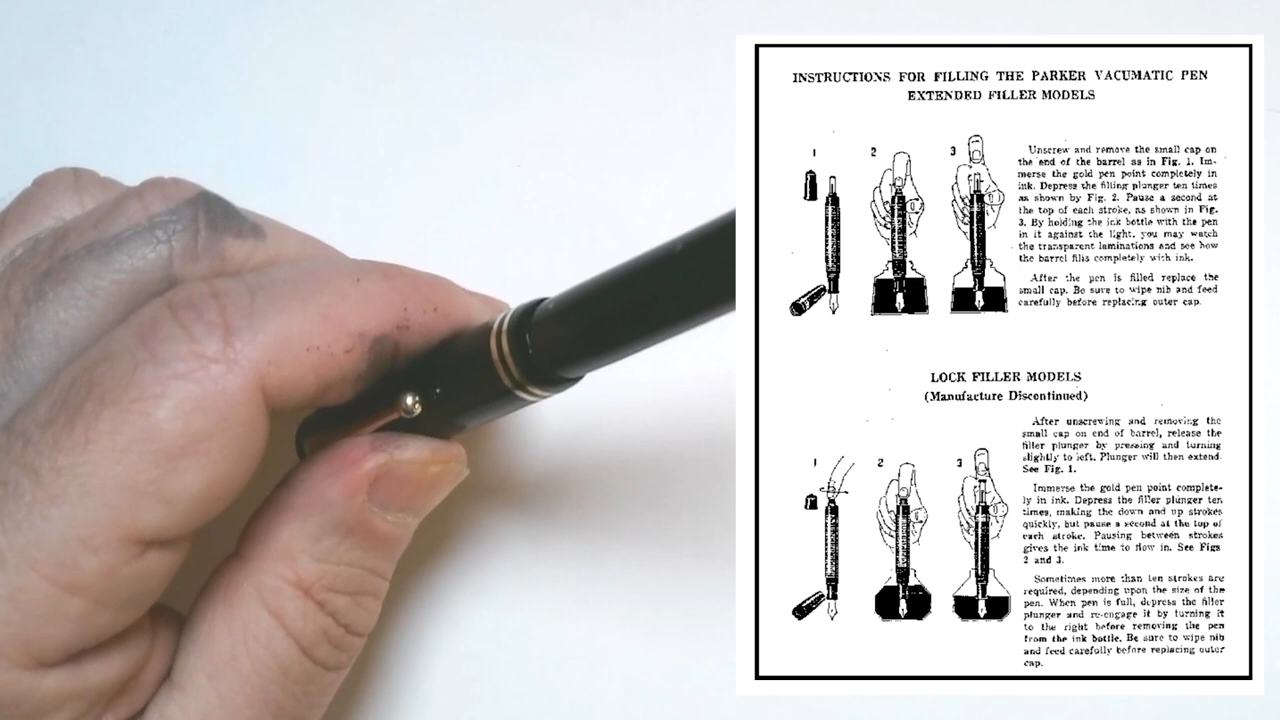 INSTRUCTIONS FOR FILLING THE PARKER VACUMATIC PEN
EXTENDED FILLER MODELS
1
2
3
Unscrew and remove the small cap on
the end of the barrel as in Fig. 1. Im-
merse the gold pen point completely in
ink. Depress the filling plunger ten times
as shown by Fig. 2. Pause a second at
the top of each stroke, as shown in Fig.
3. By holding the ink bottle with the pen
in it against the light, you may watch
the transparent laminations and see how
the barrel fills completely with ink.
After the pen is filled replace the
small cap. Be sure to wipe nib and feed
carefully before replacing outer cap.
LOCK FILLER MODELS
(Manufacture Discontinued)
1
2
3
After unscrewing and removing the
small cap on end of barrel, release the
filler plunger by pressing and turning
slightly to left. Plunger will then extend.
See Fig. 1.
Immerse the gold pen point complete-
ly in ink. Depress the filler plunger ten
times, making the down and up strokes
quickly, but pause a second at the top of
each stroke. Pausing between strokes
gives the ink time to flow in. See Figs
2 and 3.
Sometimes more than ten strokes are
required, depending upon the size of the
pen. When pen is full, depress the filler
plunger and re-engage it by turning it
to the right before removing the pen
from the ink bottle. Be sure to wipe nib
and feed carefully before replacing outer
cap.